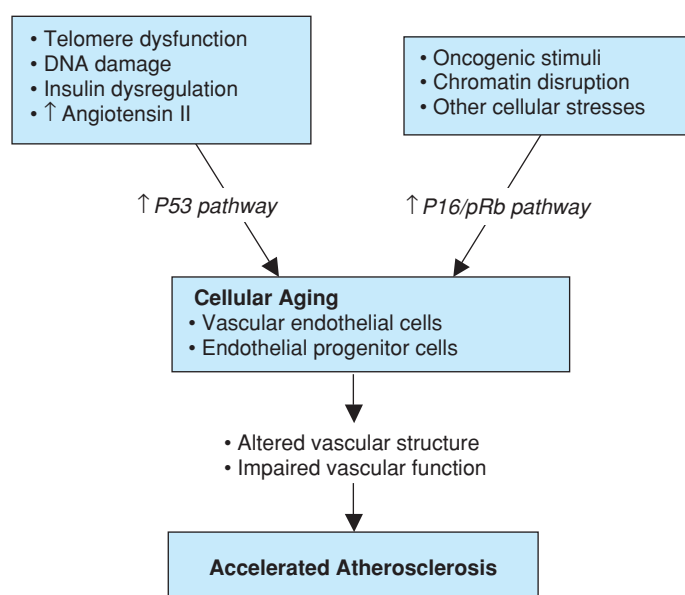 • Telomere dysfunction
• DNA damage
• Insulin dysregulation
• ↑ Angiotensin II
• Oncogenic stimuli
• Chromatin disruption
• Other cellular stresses
↑ P53 pathway
↑ P16/pRb pathway
Cellular Aging
• Vascular endothelial cells
• Endothelial progenitor cells
• Altered vascular structure
• Impaired vascular function
Accelerated Atherosclerosis